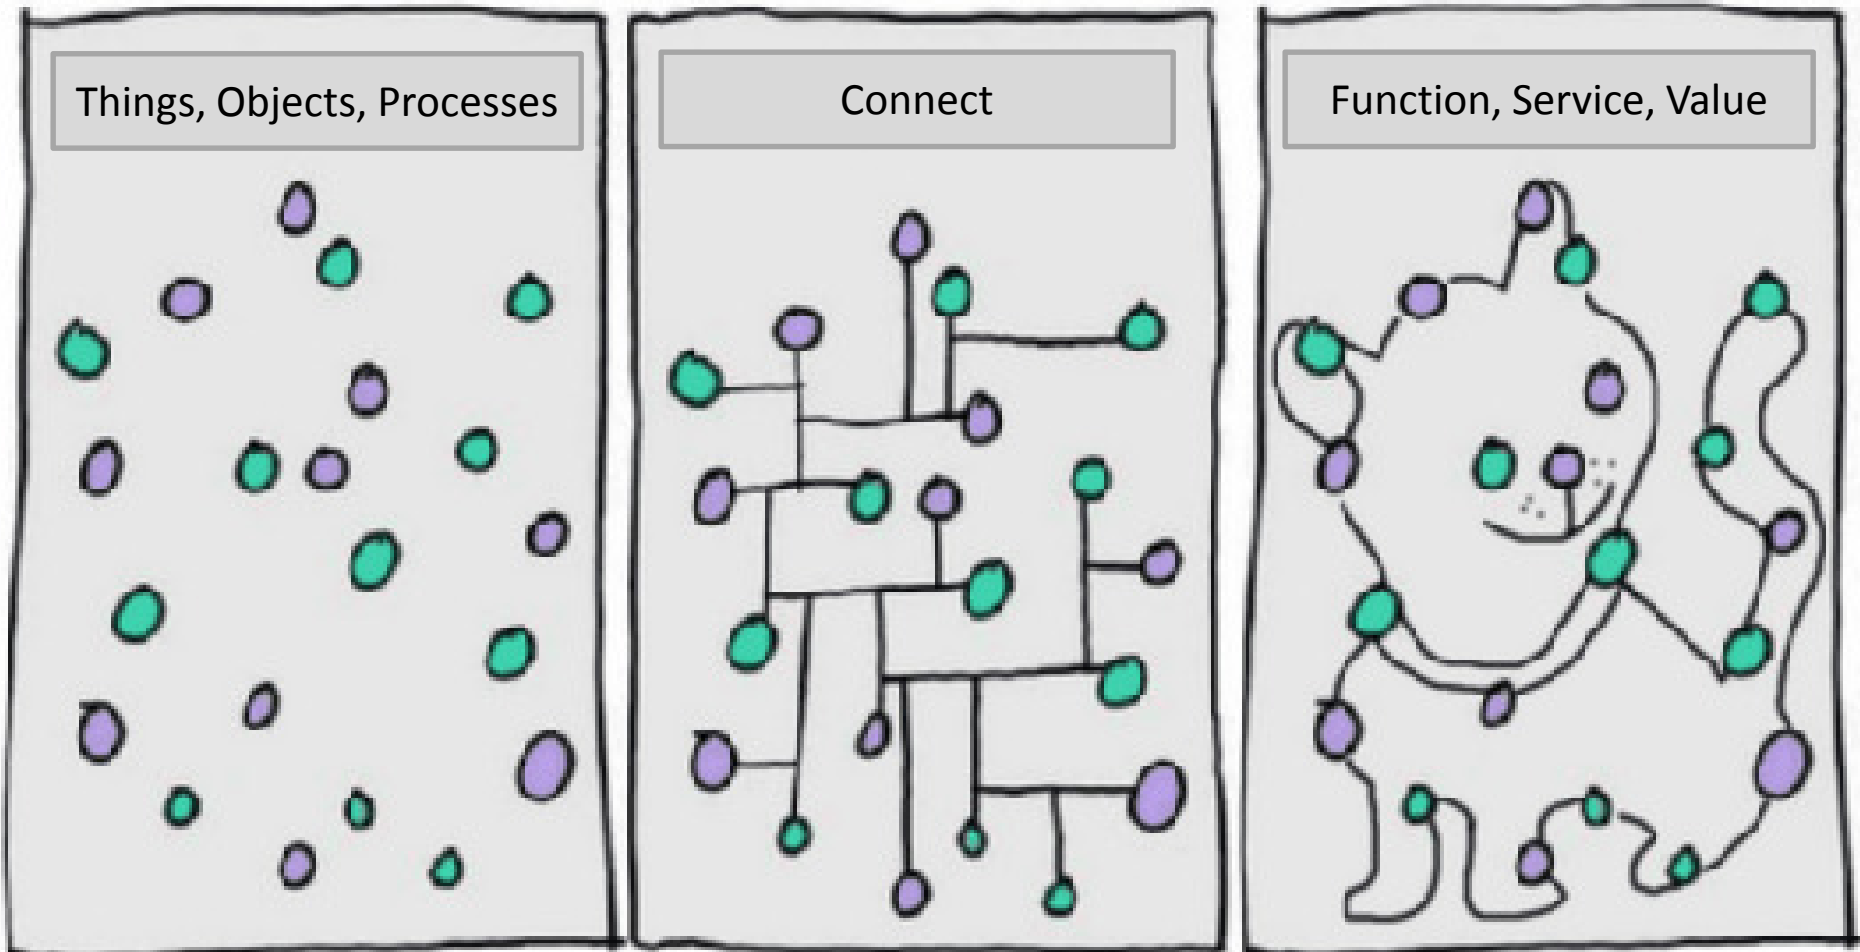 Things, Objects, Processes
Connect
Function, Service, Value